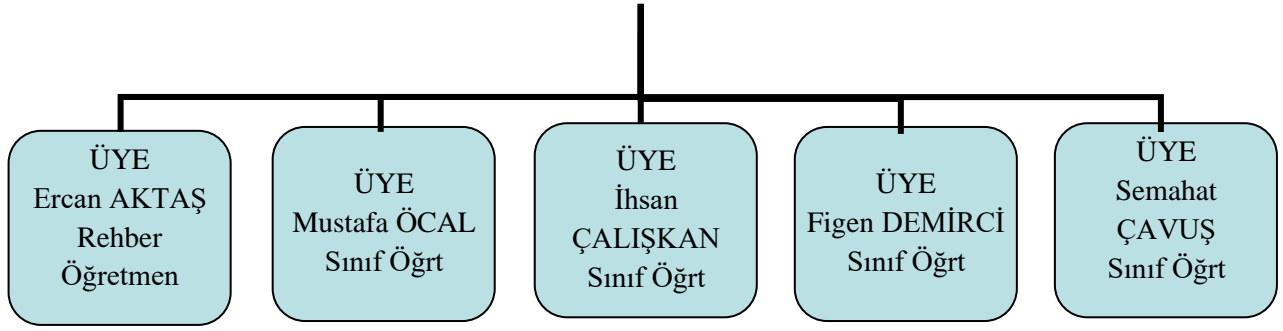 ÜYE
Ercan AKTAŞ
Rehber
Öğretmen
ÜYE
Mustafa ÖCAL
Sınıf Öğrt
ÜYE
İhsan
ÇALIŞKAN
Sınıf Öğrt
ÜYE
Figen DEMİRCİ
Sınıf Öğrt
ÜYE
Semahat
ÇAVUŞ
Sınıf Öğrt